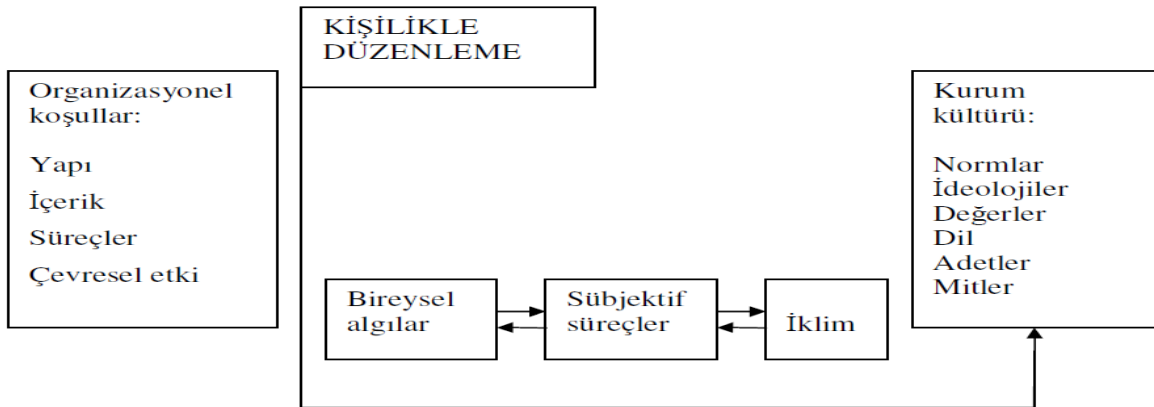 KİŞİLİKLE
DÜZENLEME
Organizasyonel
koşullar:
Yapı
İçerik
Süreçler
Çevresel etki
Bireysel
algılar
Sübjektif
süreçler
İklim
Kurum
kültürü:
Normlar
İdeolojiler
Değerler
Dil
Adetler
Mitler